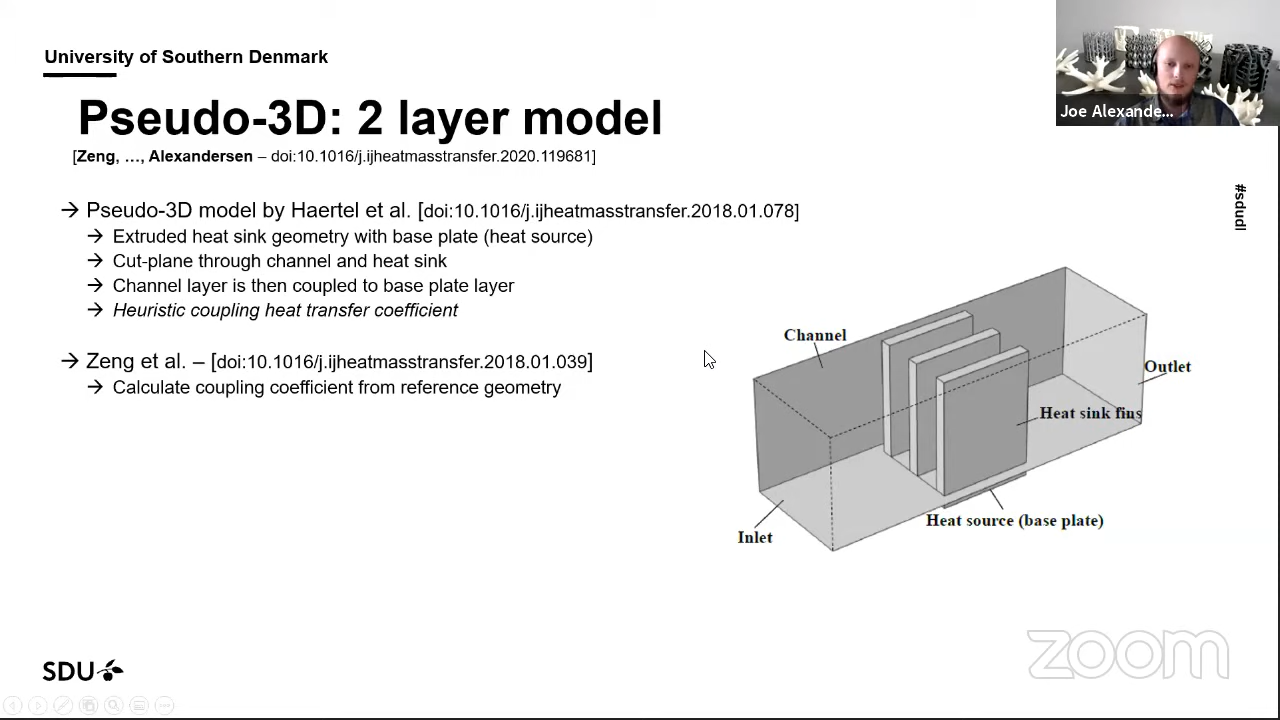 University of Southern Denmark
Pseudo-3D: 2 layer model
[Zeng, ..., Alexandersen – doi:10.1016/j.ijheatmasstransfer.2020.119681]
→ Pseudo-3D model by Haertel et al. [doi:10.1016/j.ijheatmasstransfer.2018.01.078]
→ Extruded heat sink geometry with base plate (heat source)
→ Cut-plane through channel and heat sink
→ Channel layer is then coupled to base plate layer
→ Heuristic coupling heat transfer coefficient
→ Zeng et al. – [doi:10.1016/j.ijheatmasstransfer.2018.01.039]
→ Calculate coupling coefficient from reference geometry
Channel
Outlet
Heat sink fins
Heat source (base plate)
Inlet
Joe Alexande...
#sdudl
SDU
zoom